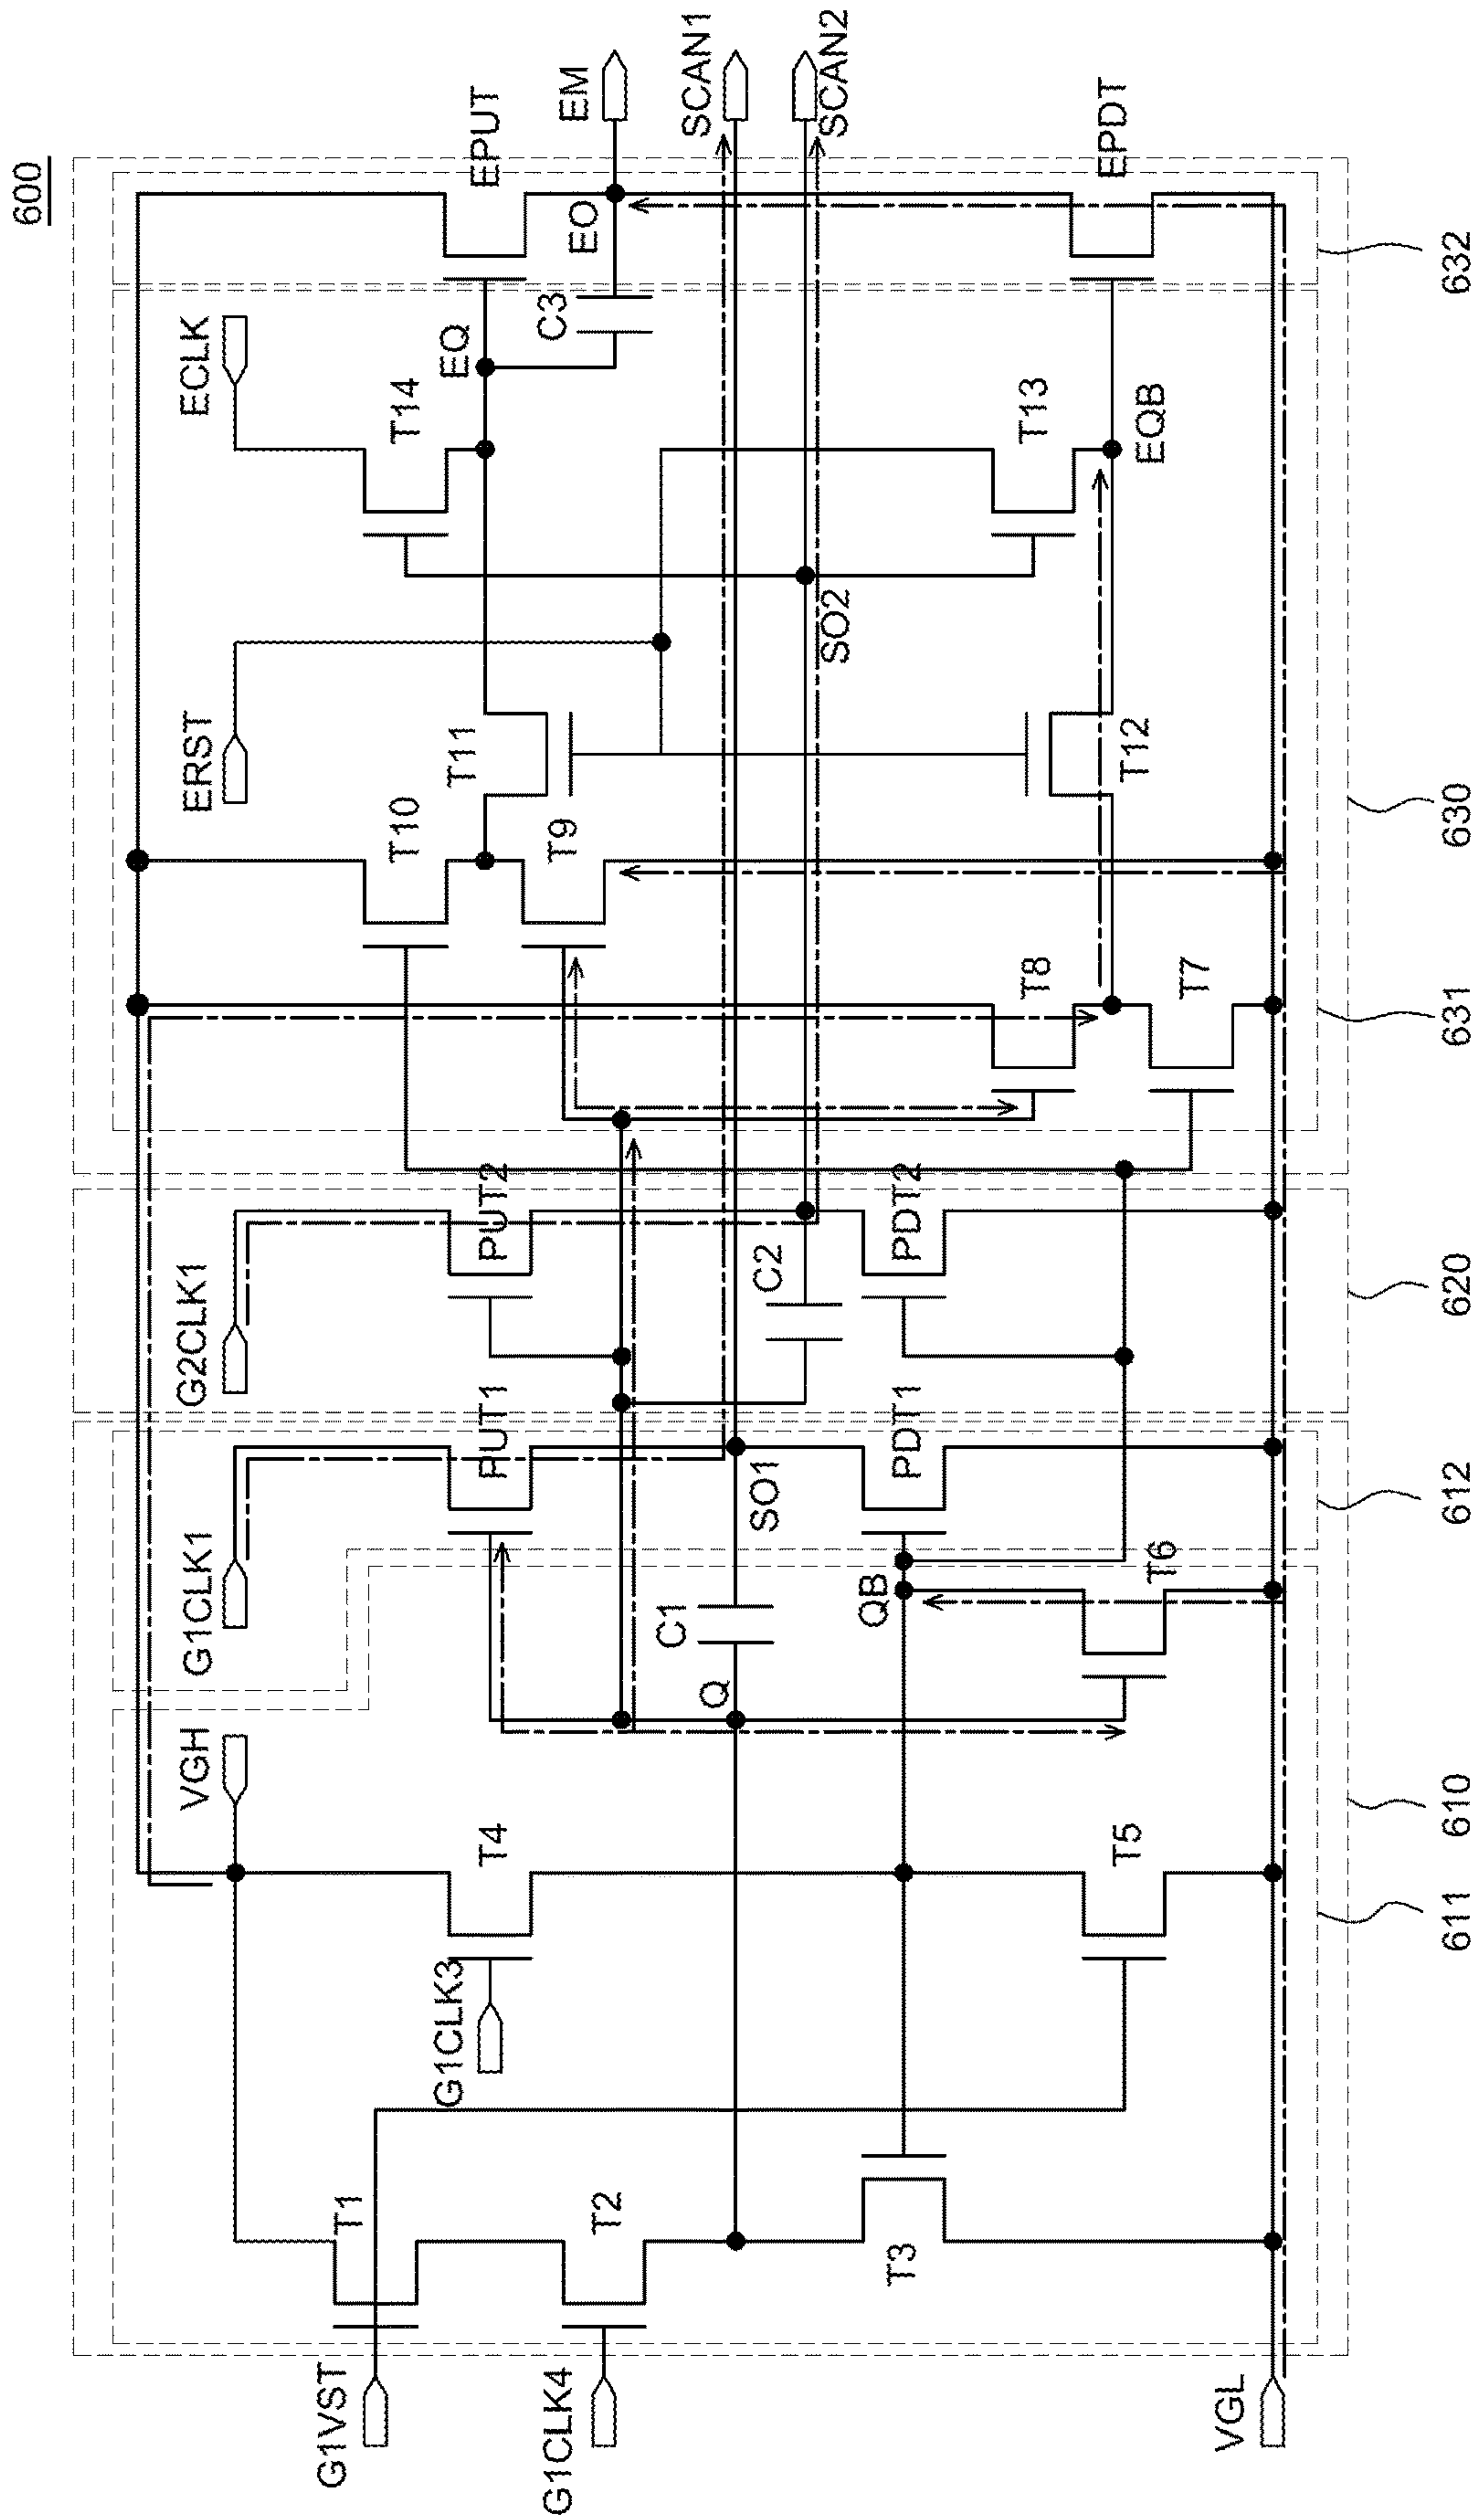 600
EM
SCAN1
SCAN2
EPUT
EPDT
EO
632
ECLK
C3
EQ
T14
T13
EQB
SO2
ERST
T11
T12
T10
T9
630
T8
T7
631
PUT2
PDT2
G2CLK1
C2
620
PUT1
PDT1
SO1
612
G1CLK1
T6
QB
C1
Q
VGH
T4
T5
610
611
G1CLK3
T1
T2
T3
G1VST
G1CLK4
VGL